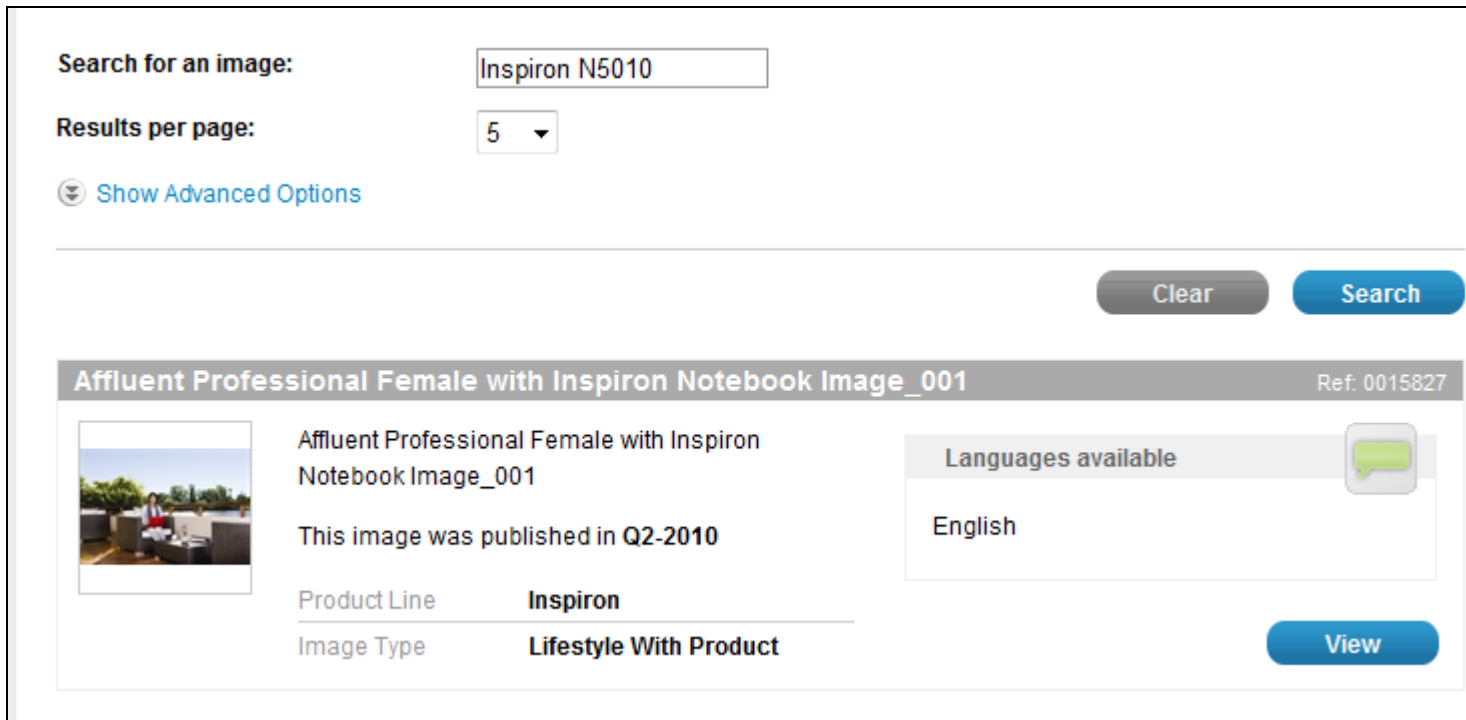 Search for an image: Inspiron N5010
Results per page: 5
Show Advanced Options
Clear Search
Affluent Professional Female with Inspiron Notebook Image_001 Ref: 0015827
Affluent Professional Female with Inspiron
Notebook Image_001
Languages available
This image was published in Q2-2010
English
Product Line Inspiron
Image Type Lifestyle With Product
View